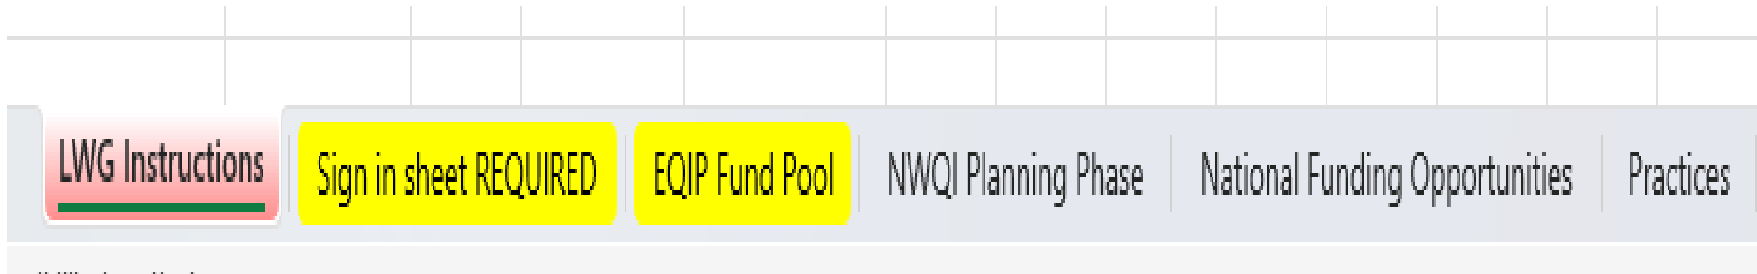 LWG Instructions Sign in sheet REQUIRED EQIP Fund Pool NWQI Planning Phase National Funding Opportunities Practices